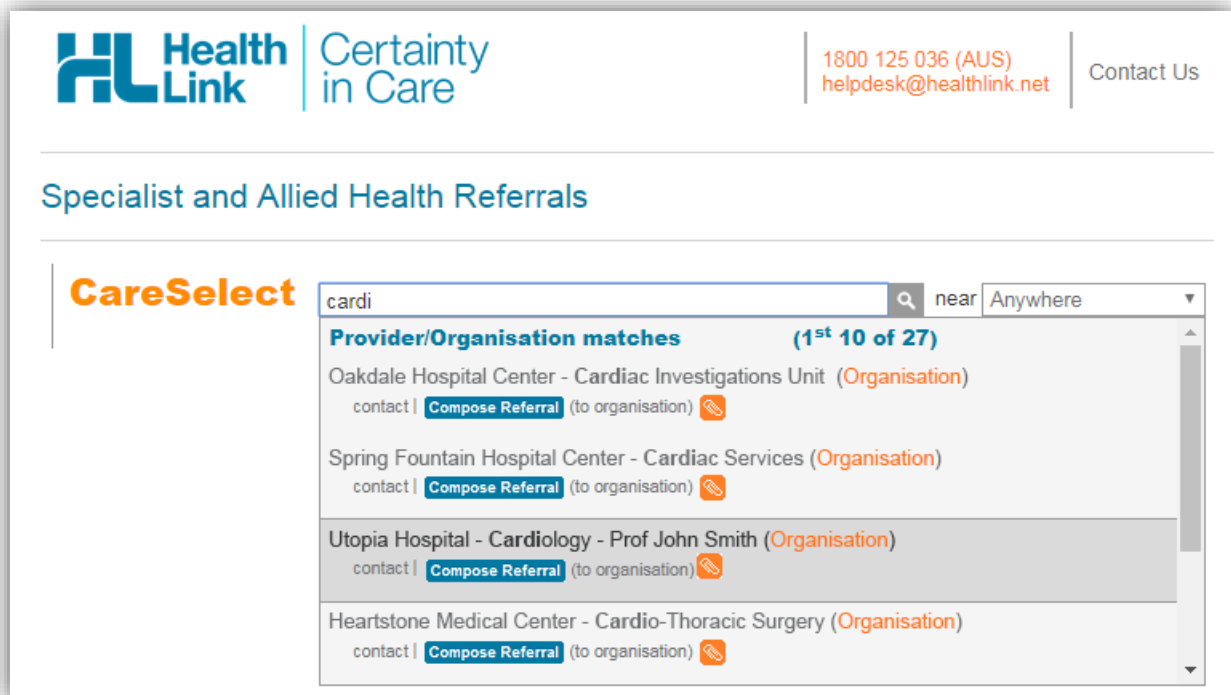 HL Health Link
Certainty in Care
1800 125 036 (AUS)
helpdesk@healthlink.net
Contact Us
Specialist and Allied Health Referrals
CareSelect
cardi
near Anywhere
Provider/Organisation matches (1st 10 of 27)
Oakdale Hospital Center - Cardiac Investigations Unit (Organisation)
contact | Compose Referral (to organisation)
Spring Fountain Hospital Center - Cardiac Services (Organisation)
contact | Compose Referral (to organisation)
Utopia Hospital - Cardiology - Prof John Smith (Organisation)
contact | Compose Referral (to organisation)
Heartstone Medical Center - Cardio-Thoracic Surgery (Organisation)
contact | Compose Referral (to organisation)